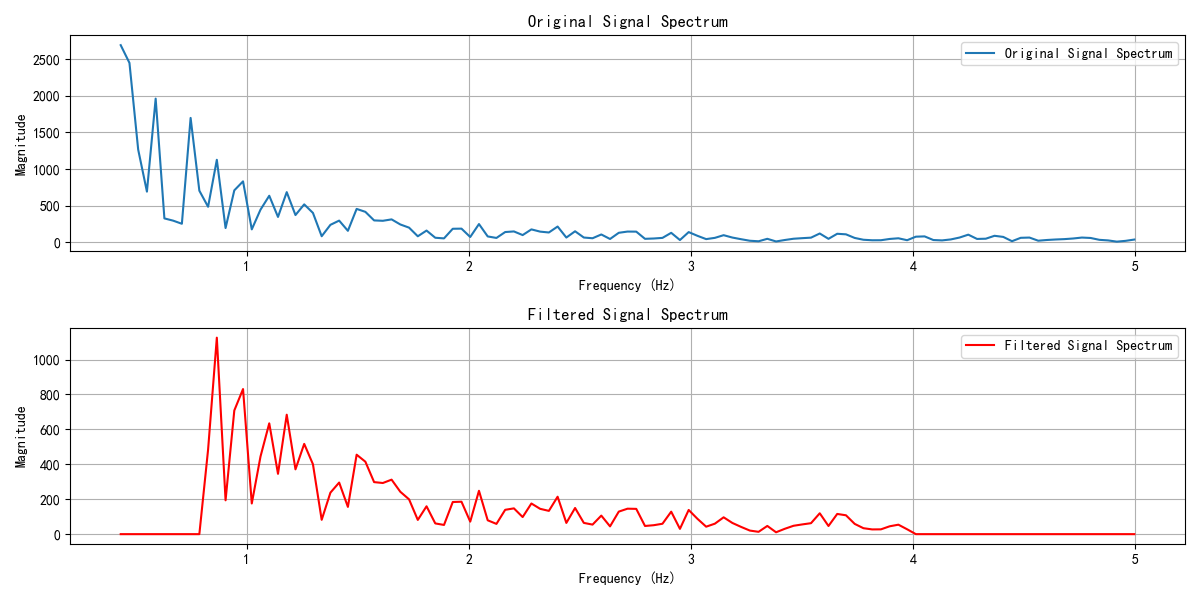 Original Signal Spectrum
Original Signal Spectrum
2500
2000
1500
1000
500
0
Magnitude
1 2 3 4 5
Frequency (Hz)
Filtered Signal Spectrum
Filtered Signal Spectrum
1000
800
600
400
200
0
Magnitude
1 2 3 4 5
Frequency (Hz)